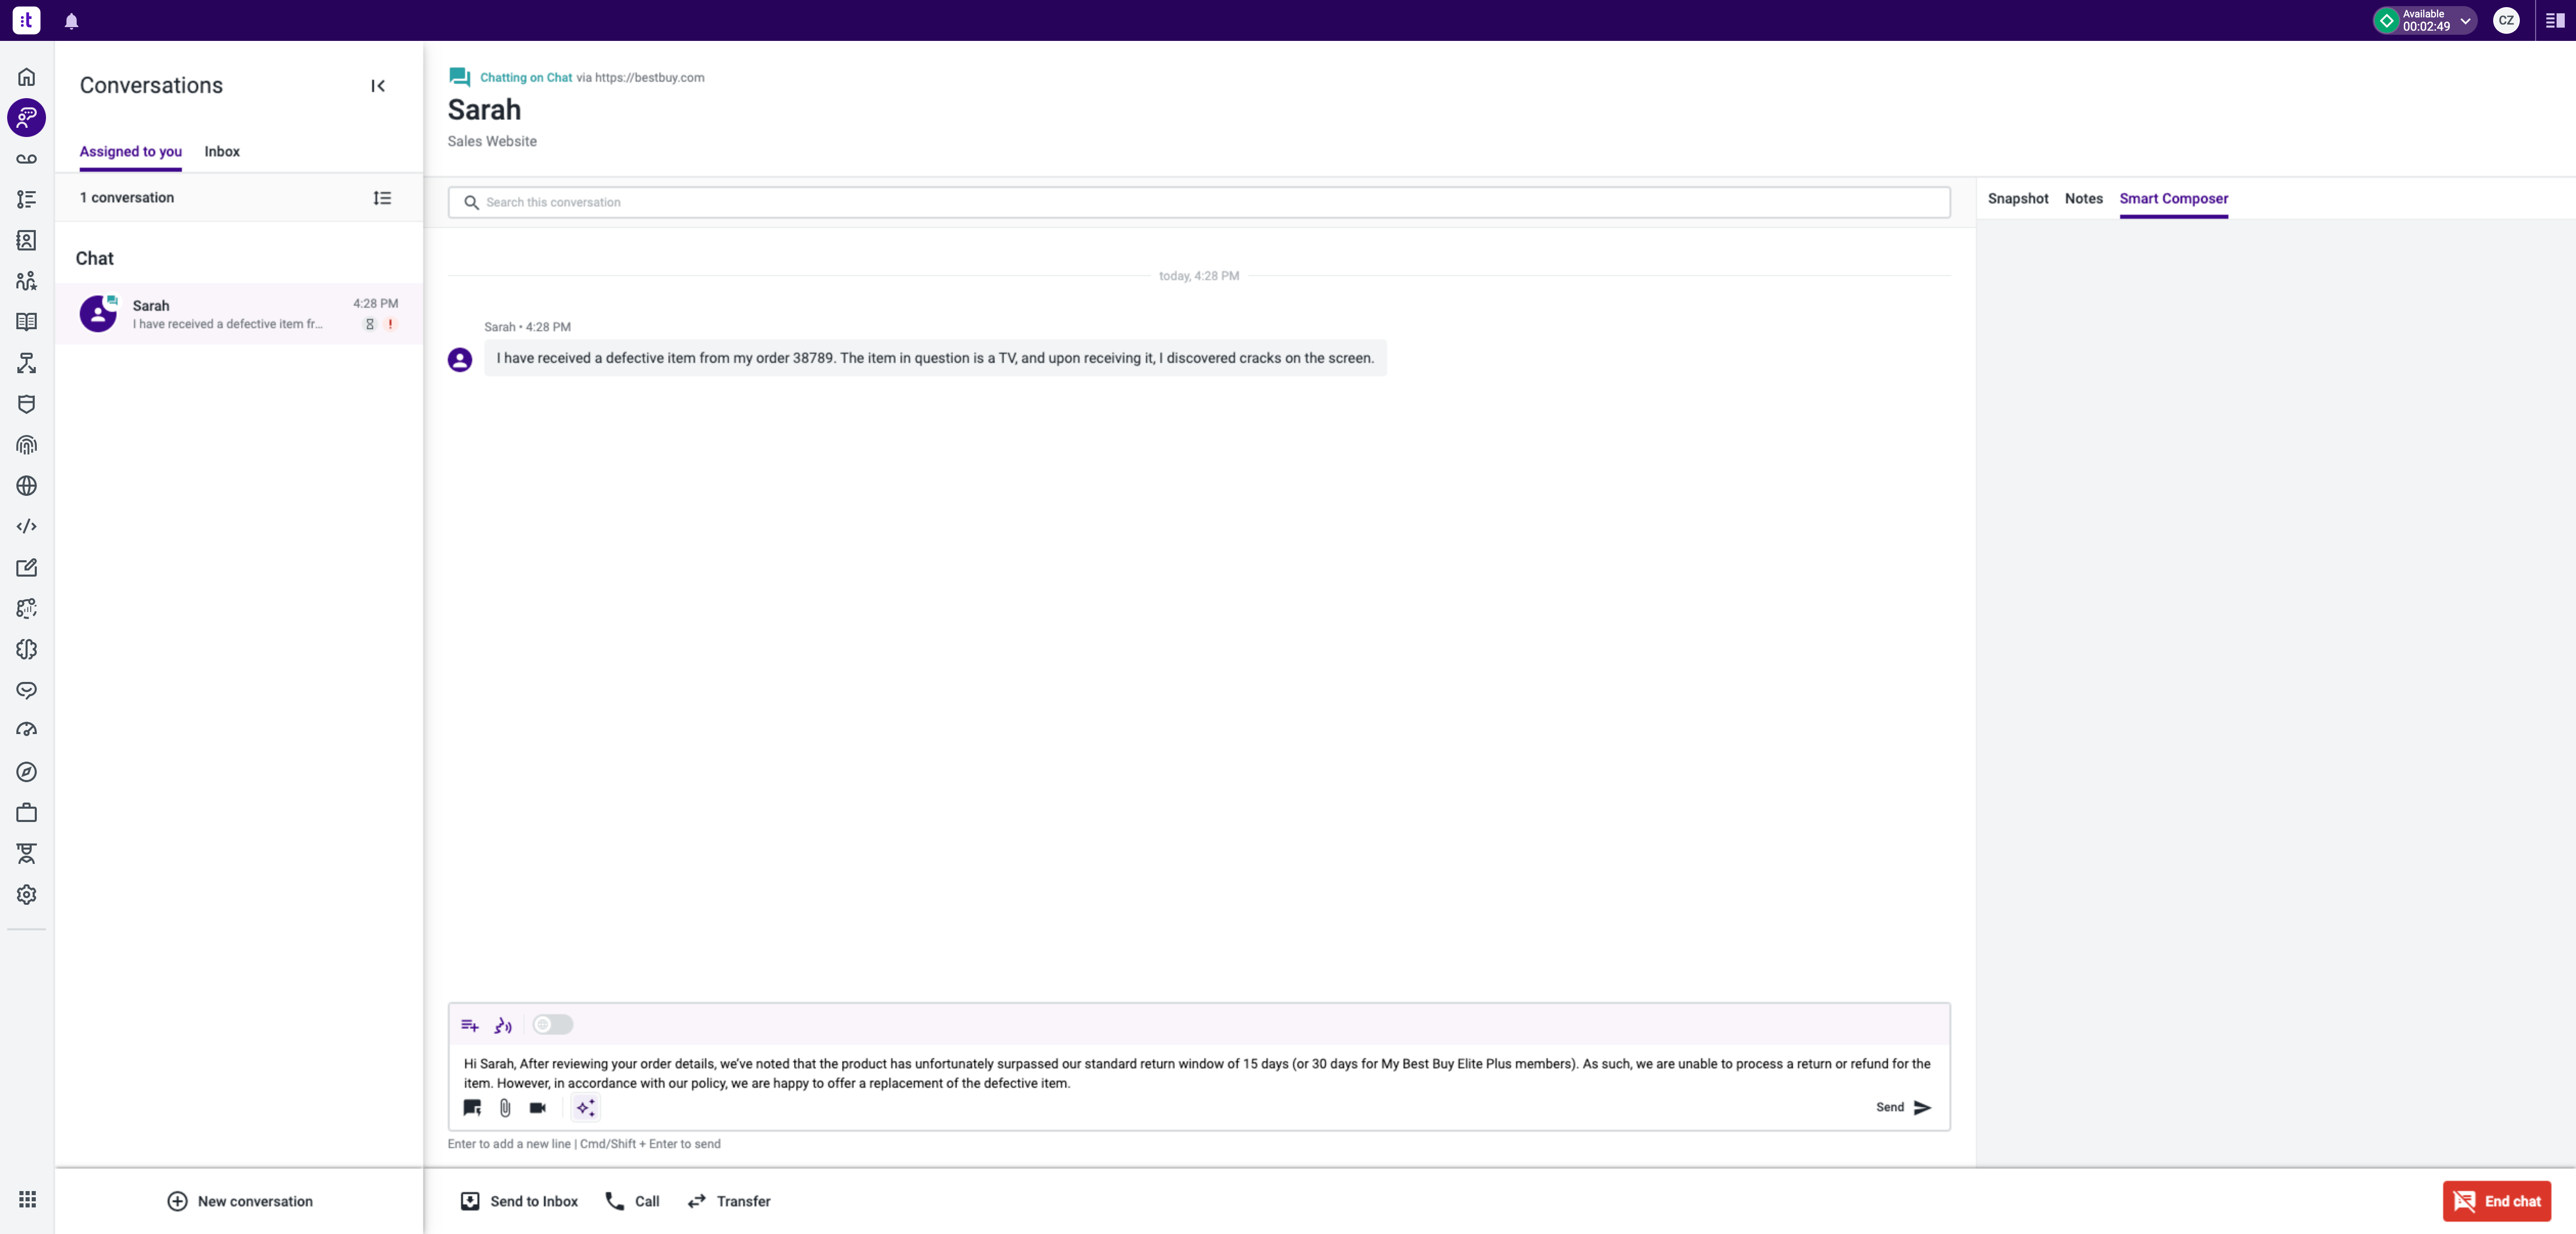 :t
Available
00:02:49
CZ
Conversations
Assigned to you Inbox
1 conversation
Chat
Sarah 4:28 PM
I have received a defective item fr... !
New conversation
Chatting on Chat via https://bestbuy.com
Sarah
Sales Website
Search this conversation
today, 4:28 PM
Sarah • 4:28 PM
I have received a defective item from my order 38789. The item in question is a TV, and upon receiving it, I discovered cracks on the screen.
Hi Sarah, After reviewing your order details, we've noted that the product has unfortunately surpassed our standard return window of 15 days (or 30 days for My Best Buy Elite Plus members). As such, we are unable to process a return or refund for the
item. However, in accordance with our policy, we are happy to offer a replacement of the defective item.
Send
Enter to add a new line | Cmd/Shift + Enter to send
Send to Inbox Call Transfer
End chat
Snapshot Notes Smart Composer